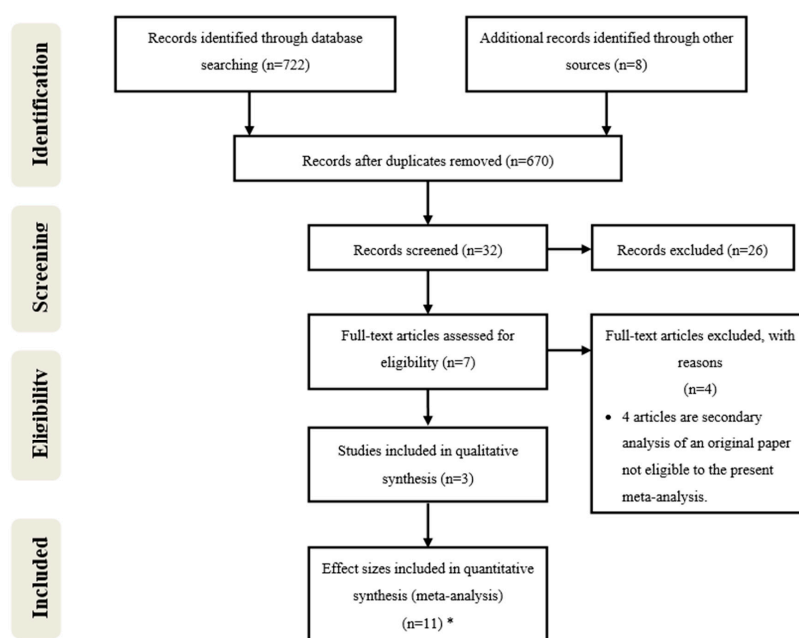 Identification
Records identified through database
searching (n=722)
Additional records identified through other
sources (n=8)
Records after duplicates removed (n=670)
Screening
Records screened (n=32)
Records excluded (n=26)
Eligibility
Full-text articles assessed for
eligibility (n=7)
Full-text articles excluded, with
reasons
(n=4)
• 4 articles are secondary
analysis of an original paper
not eligible to the present
meta-analysis.
Studies included in qualitative
synthesis (n=3)
Included
Effect sizes included in quantitative
synthesis (meta-analysis)
(n=11) *